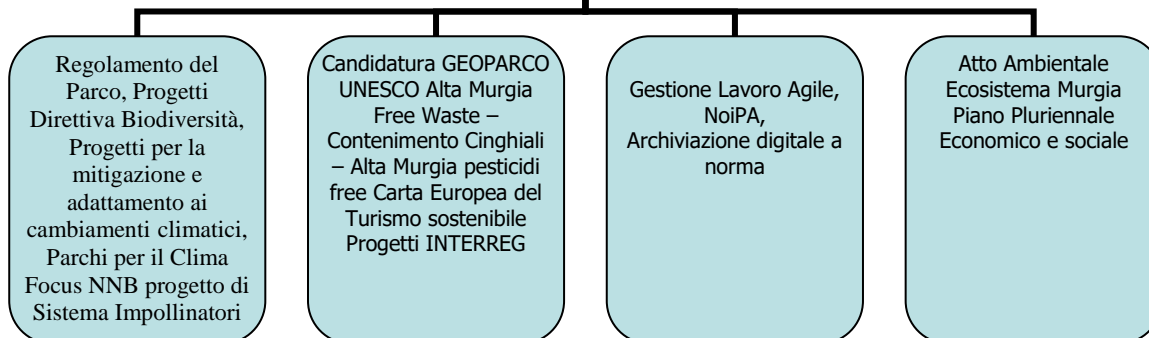 Regolamento del
Parco, Progetti
Direttiva Biodiversità,
Progetti per la
mitigazione e
adattamento ai
cambiamenti climatici,
Parchi per il Clima
Focus NNB progetto di
Sistema Impollinatori
Candidatura GEOPARCO
UNESCO Alta Murgia
Free Waste –
Contenimento Cinghiali
– Alta Murgia pesticidi
free Carta Europea del
Turismo sostenibile
Progetti INTERREG
Gestione Lavoro Agile,
NoiPA,
Archiviazione digitale a
norma
Atto Ambientale
Ecosistema Murgia
Piano Pluriennale
Economico e sociale